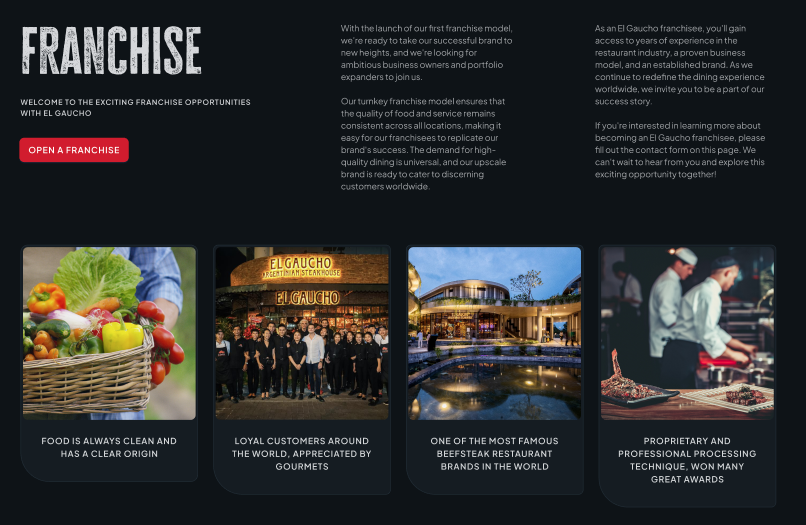 FRANCHISE
WELCOME TO THE EXCITING FRANCHISE OPPORTUNITIES
WITH EL GAUCHO
OPEN A FRANCHISE
With the launch of our first franchise model,
we're ready to take our successful brand to
new heights, and we're looking for
ambitious business owners and portfolio
expanders to join us.
Our turnkey franchise model ensures that
the quality of food and service remains
consistent across all locations, making it
easy for our franchisees to replicate our
brand's success. The demand for high-
quality dining is universal, and our upscale
brand is ready to cater to discerning
customers worldwide.
As an El Gaucho franchisee, you'll gain
access to years of experience in the
restaurant industry, a proven business
model, and an established brand. As we
continue to redefine the dining experience
worldwide, we invite you to be a part of our
success story.
If you're interested in learning more about
becoming an El Gaucho franchisee, please
fill out the contact form on this page. We
can't wait to hear from you and explore this
exciting opportunity together!
ELGAUCHO
ARGENTINIAN STEAKHOUSE
ELGAUCHO
FOOD IS ALWAYS CLEAN AND
HAS A CLEAR ORIGIN
LOYAL CUSTOMERS AROUND
THE WORLD, APPRECIATED BY
GOURMETS
ONE OF THE MOST FAMOUS
BEEFSTEAK RESTAURANT
BRANDS IN THE WORLD
PROPRIETARY AND
PROFESSIONAL PROCESSING
TECHNIQUE, WON MANY
GREAT AWARDS